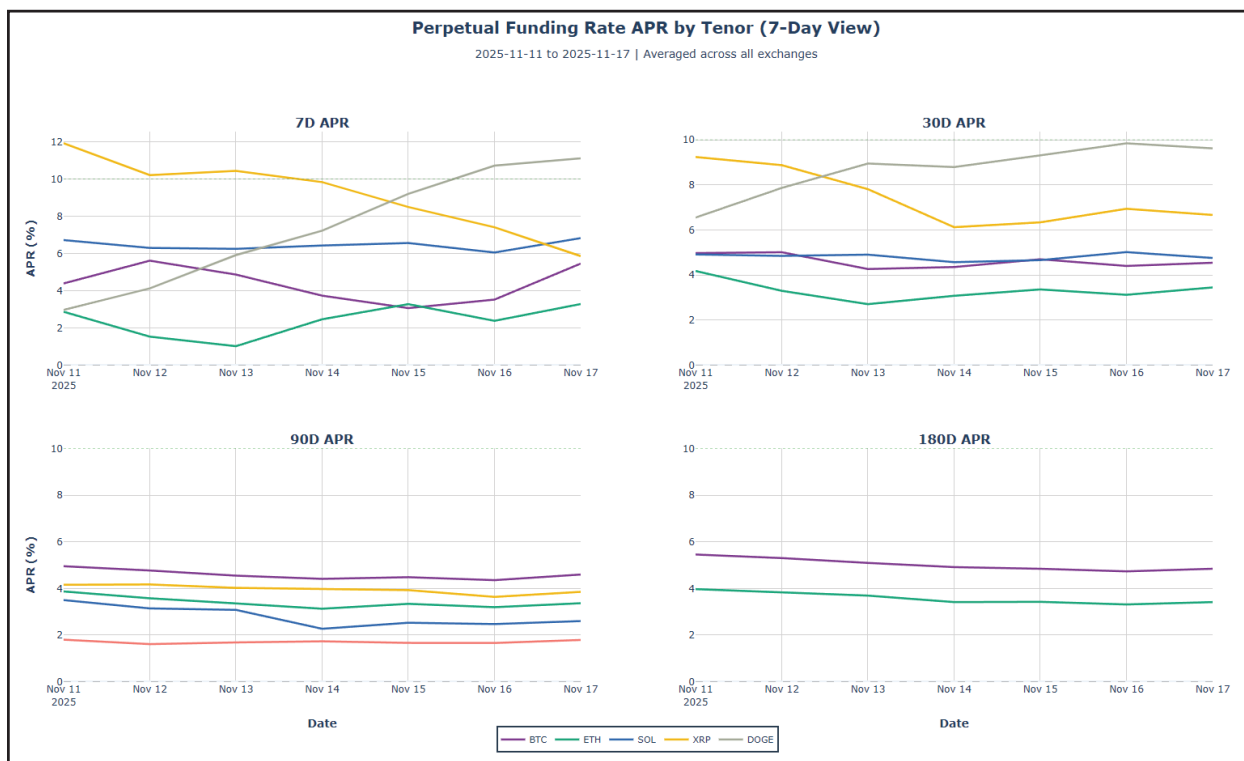 Perpetual Funding Rate APR by Tenor (7-Day View)
2025-11-11 to 2025-11-17 | Averaged across all exchanges
7D APR
30D APR
APR (%)
12
10
8
6
4
2
0
Nov 11
2025
Nov 12
Nov 13
Nov 14
Nov 15
Nov 16
Nov 17
10
8
6
4
2
0
Nov 11
2025
Nov 12
Nov 13
Nov 14
Nov 15
Nov 16
Nov 17
90D APR
180D APR
APR (%)
10
8
6
4
2
0
Nov 11
2025
Nov 12
Nov 13
Nov 14
Nov 15
Nov 16
Nov 17
Date
10
8
6
4
2
0
Nov 11
2025
Nov 12
Nov 13
Nov 14
Nov 15
Nov 16
Nov 17
Date
BTC ETH SOL XRP DOGE